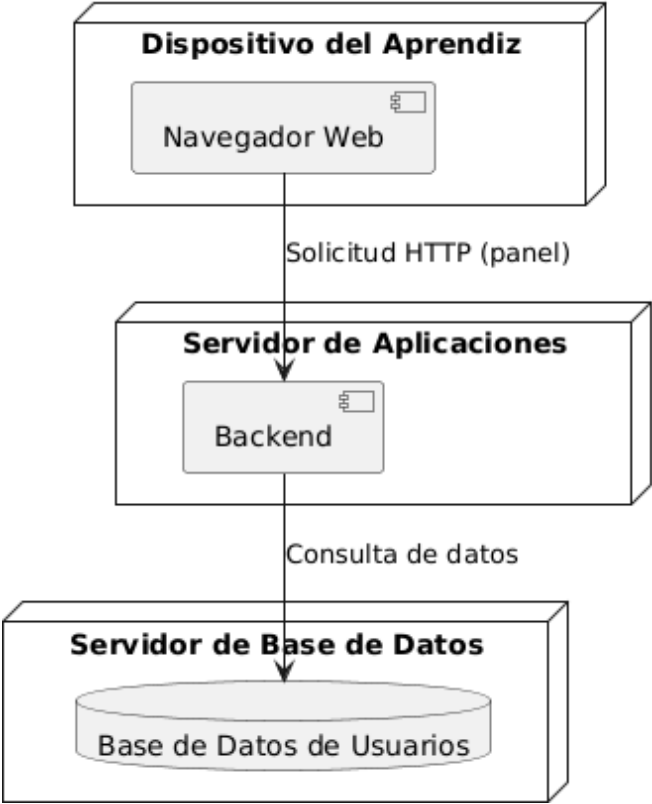 Dispositivo del Aprendiz
Navegador Web
Solicitud HTTP (panel)
Servidor de Aplicaciones
Backend
Consulta de datos
Servidor de Base de Datos
Base de Datos de Usuarios